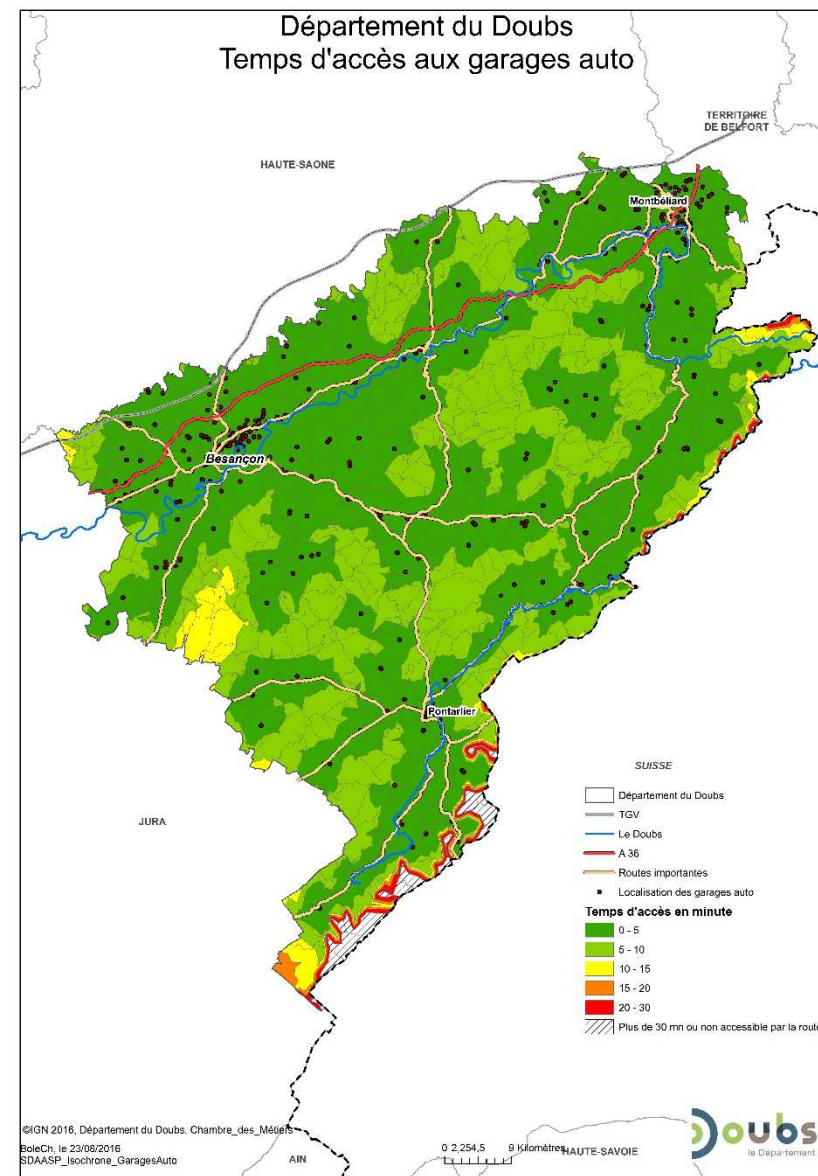 Département du Doubs
Temps d'accès aux garages auto
TERRITOIRE
DE BELFORT
HAUTE-SAONE
Montbéliard
Besançon
Pontarlier
SUISSE
JURA
Département du Doubs
TGV
Le Doubs
A 36
Routes importantes
Localisation des garages auto
Temps d'accès en minute
0 - 5
5 - 10
10 - 15
15 - 20
20 - 30
Plus de 30 mn ou non accessible par la route
©IGN 2016, Département du Doubs. Chambre_des_Métiers
BoleCh, le 23/08/2016
SDAASP_Isochrone_GaragesAuto
AIN
0 2,254,5 9 Kilomètres
HAUTE-SAVOIE
Doubs
le Département